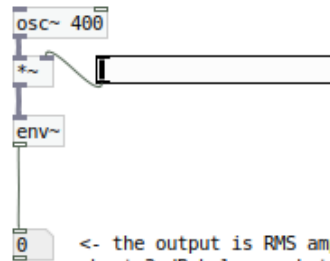 osc~ 400
*~
env~
0
<- the output is RMS am